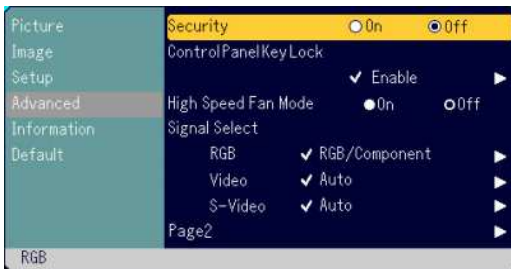 Picture
Image
Setup
Advanced
Information
Default
Security On Off
ControlPanelKeyLock
Enable
High Speed Fan Mode On Off
Signal Select
RGB RGB/Component
Video Auto
S-Video Auto
Page2
RGB